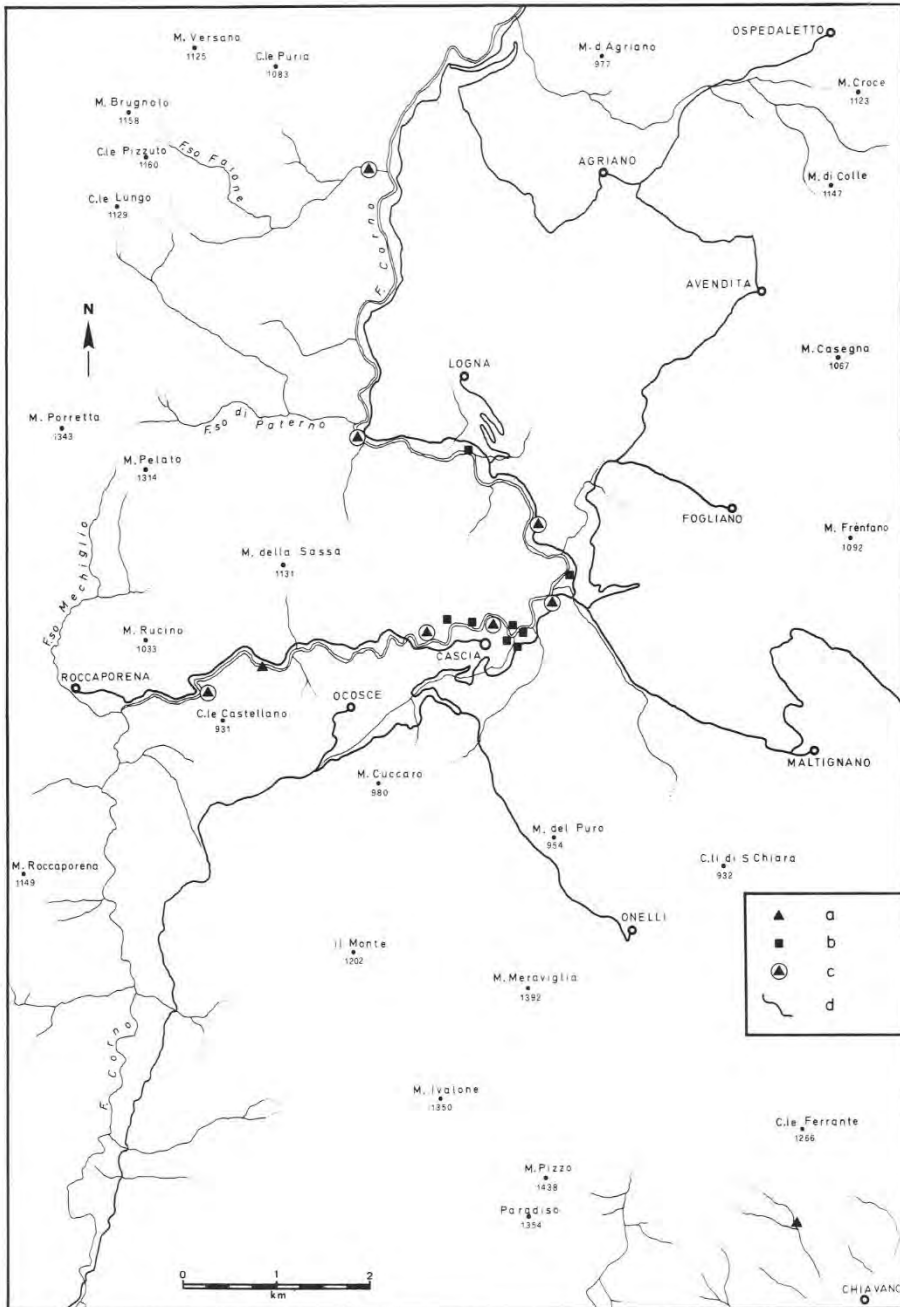 OSPEDALETTO
M. Versano
1125
C.le Puria
1083
M. d Agriano
977
M. Croce
1123
M. Brugnolo
1158
C.le Pizzuto
1160
F.so Faione
AGRIANO
M. di Colle
1147
C.le Lungo
1129
F. Corno
AVENDITA
N
M. Casegna
1067
LOGNA
M. Porretta
1343
F.so di Paterno
M. Pelato
1314
FOGLIANO
M. Frenfano
1092
M. della Sassa
1131
F.so Mechiglio
M. Rucino
1033
CASCIA
ROCCAPORENA
OCOSCE
C.le Castellano
931
MALTIGNANO
M. Cuccaro
980
M. del Puro
954
M. Roccaporena
1149
C.li di S Chiara
932
ONELLI
a
b
c
d
il Monte
1202
M. Meraviglia
1392
F. Corno
M. Ivalone
1350
C.le Ferrante
1266
M. Pizzo
1438
Paradiso
1354
0 1 2
km
CHIAVANO